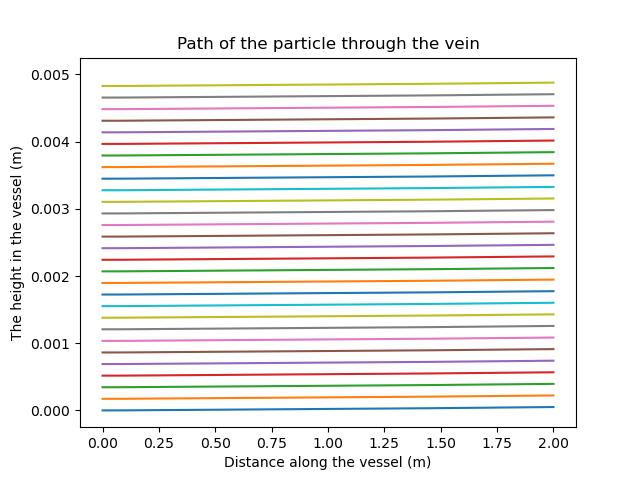 Path of the particle through the vein
0.005
0.004
0.003
0.002
0.001
0.000
The height in the vessel (m)
0.00 0.25 0.50 0.75 1.00 1.25 1.50 1.75 2.00
Distance along the vessel (m)